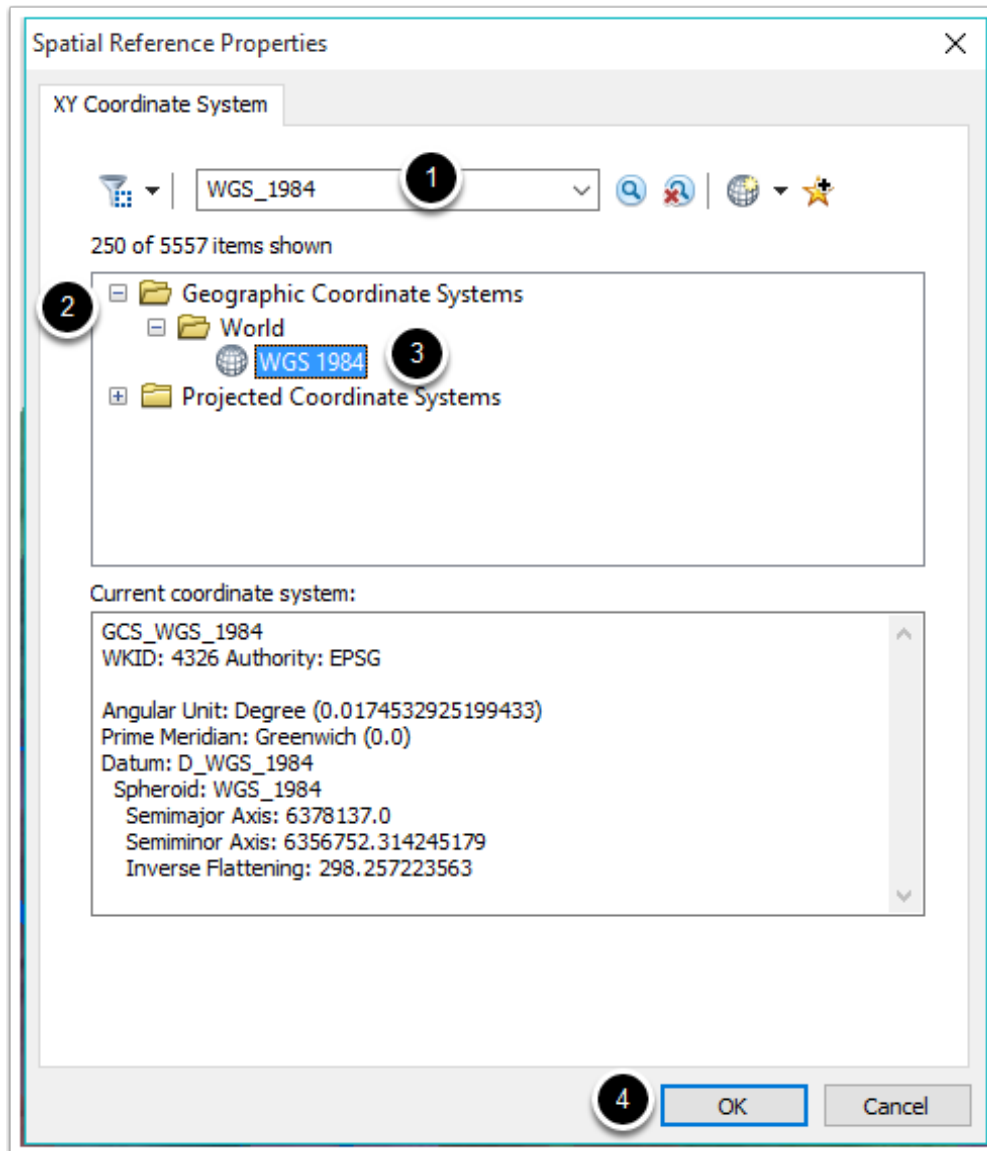 Spatial Reference Properties
XY Coordinate System
WGS_1984 1
250 of 5557 items shown
2 Geographic Coordinate Systems
World
WGS 1984 3
Projected Coordinate Systems
Current coordinate system:
GCS_WGS_1984
WKID: 4326 Authority: EPSG
Angular Unit: Degree (0.0174532925199433)
Prime Meridian: Greenwich (0.0)
Datum: D_WGS_1984
Spheroid: WGS_1984
Semimajor Axis: 6378137.0
Semiminor Axis: 6356752.314245179
Inverse Flattening: 298.257223563
4 OK Cancel